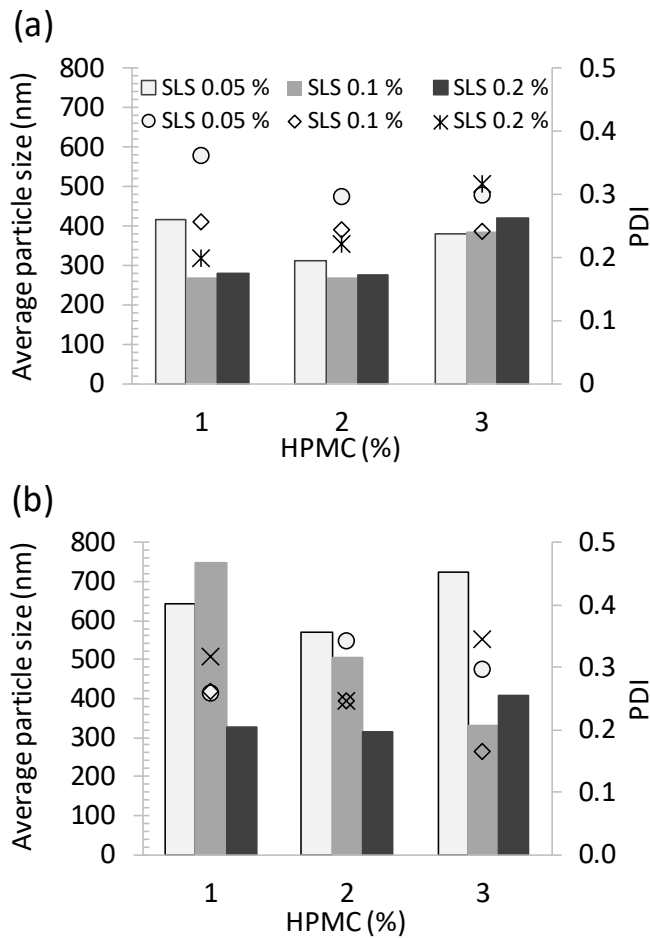 (a)
800
700
600
500
400
300
200
100
0
Average particle size (nm)
SLS 0.05 % SLS 0.1 % SLS 0.2 %
SLS 0.05 % SLS 0.1 % SLS 0.2 %
0.5
0.4
0.3
0.2
0.1
0
PDI
1 2 3
HPMC (%)
(b)
800
700
600
500
400
300
200
100
0
Average particle size (nm)
0.5
0.4
0.3
0.2
0.1
0.0
PDI
1 2 3
HPMC (%)